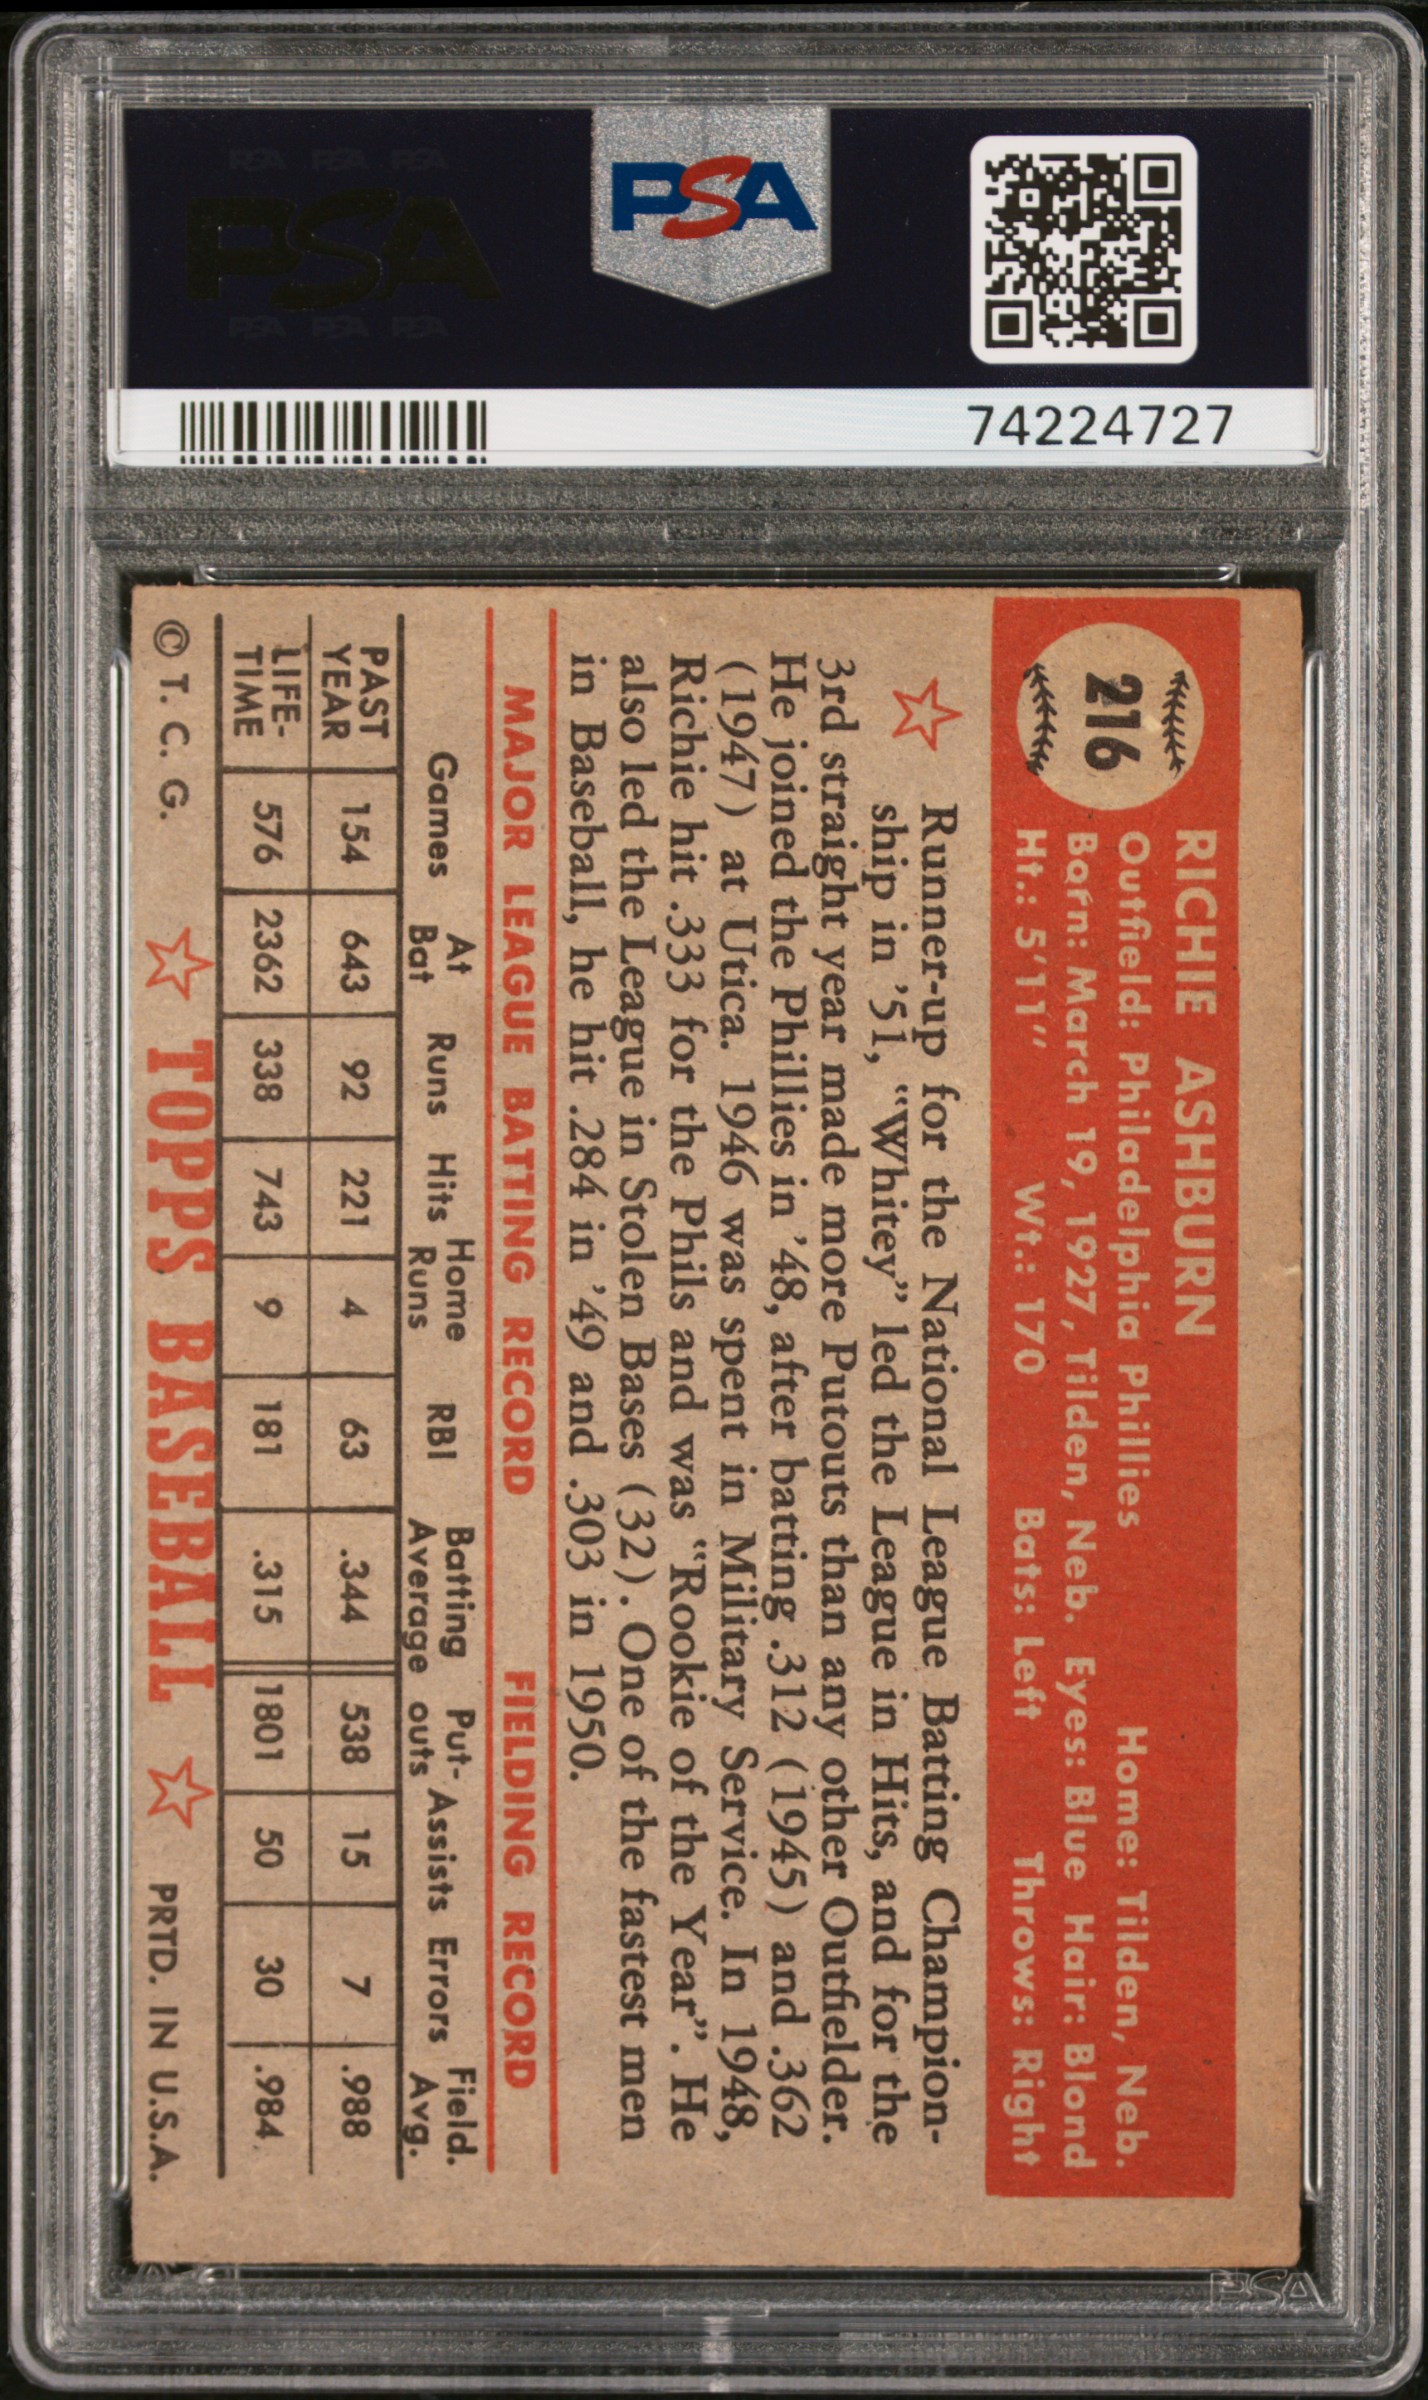 PSA PSA PSA
PSA
PSA PSA PSA
PSA
74224727
216
RICHIE ASHBURN
Outfield: Philadelphia Phillies Home: Tilden, Neb.
Born: March 19, 1927, Tilden, Neb. Eyes: Blue Hair: Blond
Ht.: 5'11" Wt.: 170 Bats: Left Throws: Right
Runner-up for the National League Batting Champion-
ship in '51, "Whitey" led the League in Hits, and for the
3rd straight year made more Putouts than any other Outfielder.
He joined the Phillies in '48, after batting .312 (1945) and .362
(1947) at Utica. 1946 was spent in Military Service. In 1948,
Richie hit .333 for the Phils and was "Rookie of the Year". He
also led the League in Stolen Bases (32). One of the fastest men
in Baseball, he hit .284 in '49 and .303 in 1950.
MAJOR LEAGUE BATTING RECORD FIELDING RECORD
Games At Bat Runs Hits Home Runs RBI Batting Average Put-outs Assists Errors Field. Avg.
PAST YEAR 154 643 92 221 4 63 .344 538 15 7 .988
LIFE-TIME 576 2362 338 743 9 181 .315 1801 50 30 .984
© T. C. G. TOPPS BASEBALL PRTD. IN U.S.A.
PSA